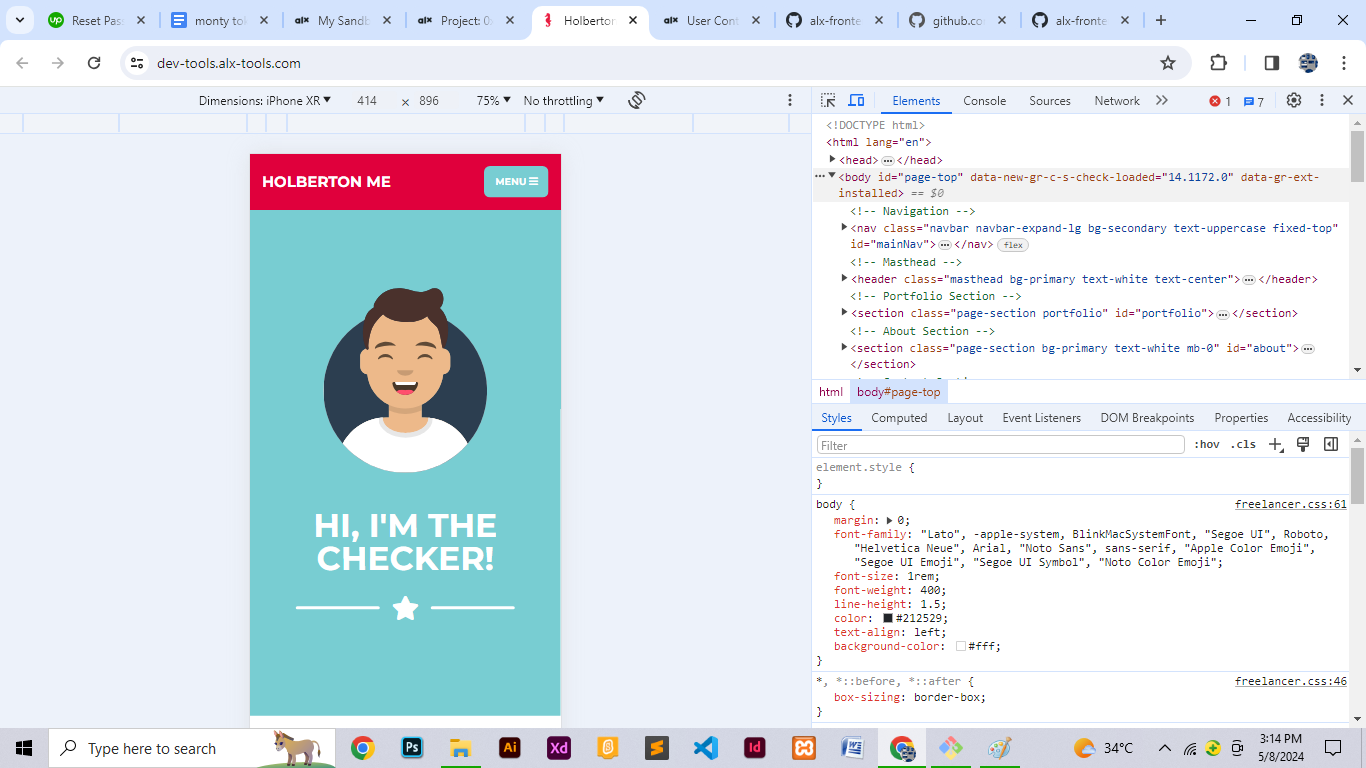 Reset Pas
monty tok
My Sandb
Project: 0x
Holberton
User Cont
alx-fronte
github.co
alx-fronte
dev-tools.alx-tools.com
Dimensions: iPhone XR 414 × 896 75% No throttling
Elements Console Sources Network 1 7
HOLBERTON ME
MENU
HI, I'M THE
CHECKER!
<!DOCTYPE html>
<html lang="en">
<head> … </head>
<body id="page-top" data-new-gr-c-s-check-loaded="14.1172.0" data-gr-ext-
installed> == $0
<!-- Navigation -->
<nav class="navbar navbar-expand-lg bg-secondary text-uppercase fixed-top"
id="mainNav"> … </nav> flex
<!-- Masthead -->
<header class="masthead bg-primary text-white text-center"> … </header>
<!-- Portfolio Section -->
<section class="page-section portfolio" id="portfolio"> … </section>
<!-- About Section -->
<section class="page-section bg-primary text-white mb-0" id="about"> …
</section>
html body#page-top
Styles Computed Layout Event Listeners DOM Breakpoints Properties Accessibility
Filter :hov .cls
element.style {
}
body { freelancer.css:61
margin: 0;
font-family: "Lato", -apple-system, BlinkMacSystemFont, "Segoe UI", Roboto,
"Helvetica Neue", Arial, "Noto Sans", sans-serif, "Apple Color Emoji",
"Segoe UI Emoji", "Segoe UI Symbol", "Noto Color Emoji";
font-size: 1rem;
font-weight: 400;
line-height: 1.5;
color: #212529;
text-align: left;
background-color: #fff;
}
*, *::before, *::after { freelancer.css:46
box-sizing: border-box;
}
Type here to search
34°C
3:14 PM
5/8/2024